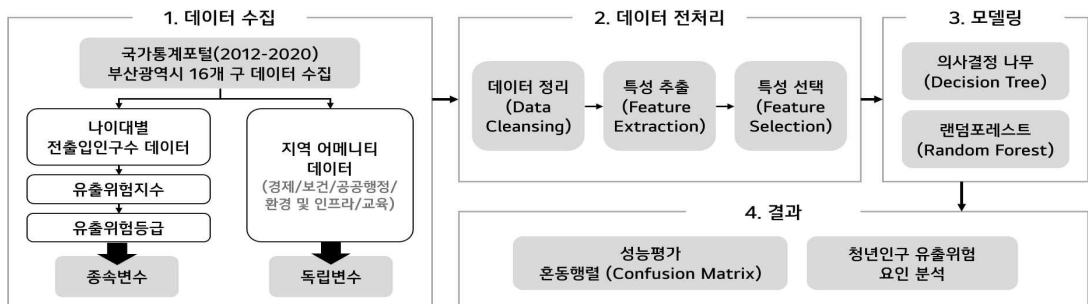 1. 데이터 수집
국가통계포털(2012-2020)
부산광역시 16개 구 데이터 수집
나이대별
전출입인구수 데이터
유출위험지수
유출위험등급
종속변수
지역 어메니티
데이터
(경제/보건/공공행정/
환경 및 인프라/교육)
독립변수
2. 데이터 전처리
데이터 정리
(Data
Cleansing)
특성 추출
(Feature
Extraction)
특성 선택
(Feature
Selection)
3. 모델링
의사결정 나무
(Decision Tree)
랜덤포레스트
(Random Forest)
4. 결과
성능평가
혼동행렬 (Confusion Matrix)
청년인구 유출위험
요인 분석